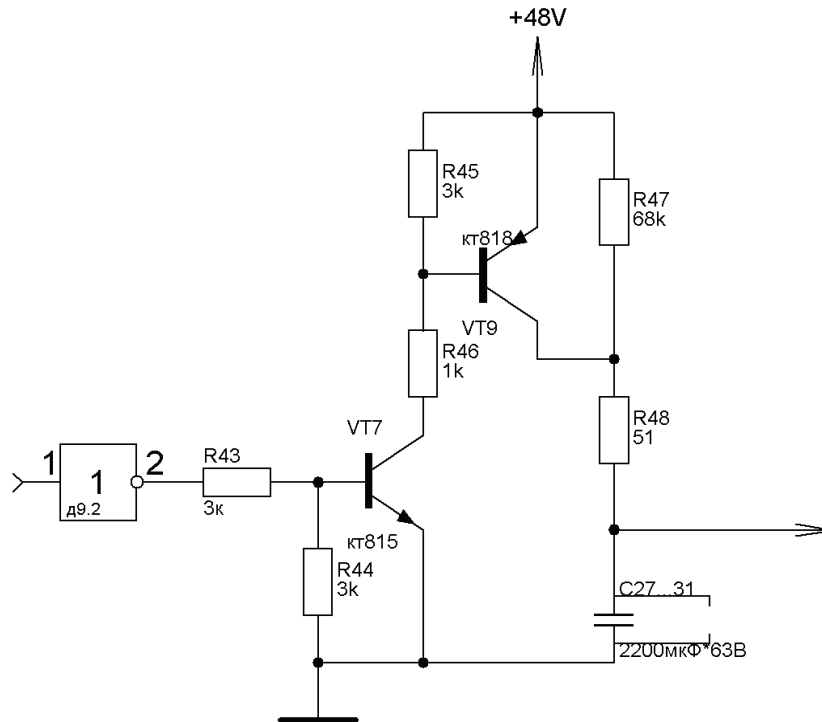 +48V
R45
3k
R47
68k
кт818
VT9
R46
1k
R48
51
VT7
R43
3к
1
1
2
д9.2
кт815
R44
3k
C27...31
2200мкФ*63В